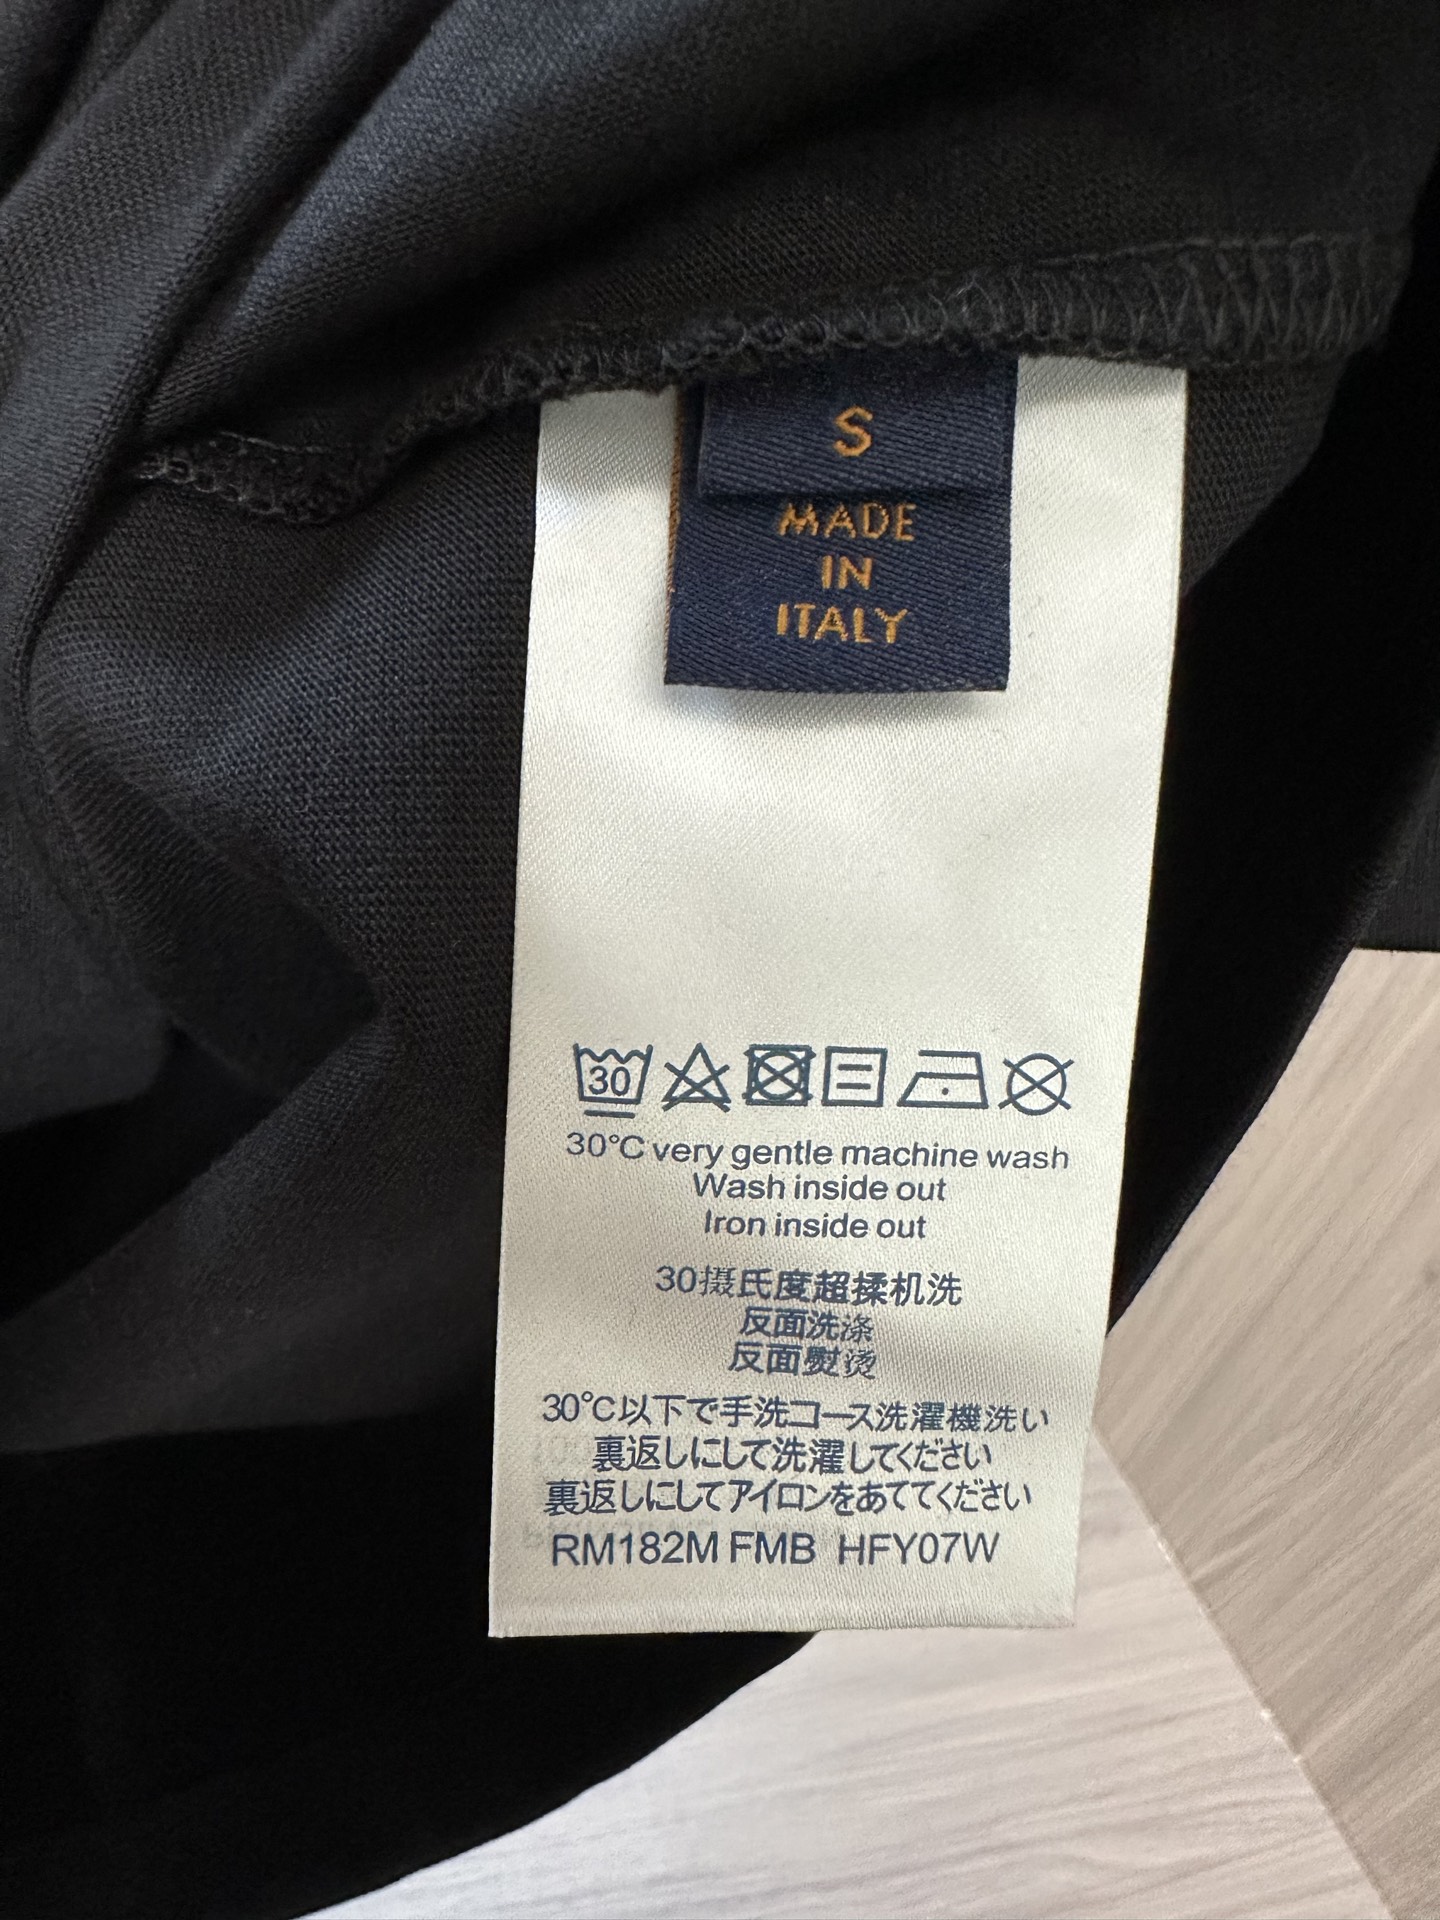 S
MADE
IN
ITALY
30
30°C very gentle machine wash
Wash inside out
Iron inside out
30摄氏度超揉机洗
反面洗涤
反面熨烫
30°C以下で手洗コース洗濯機洗い
裏返しにして洗濯してください
裏返しにしてアイロンをあててください
RM182M FMB HFY07W